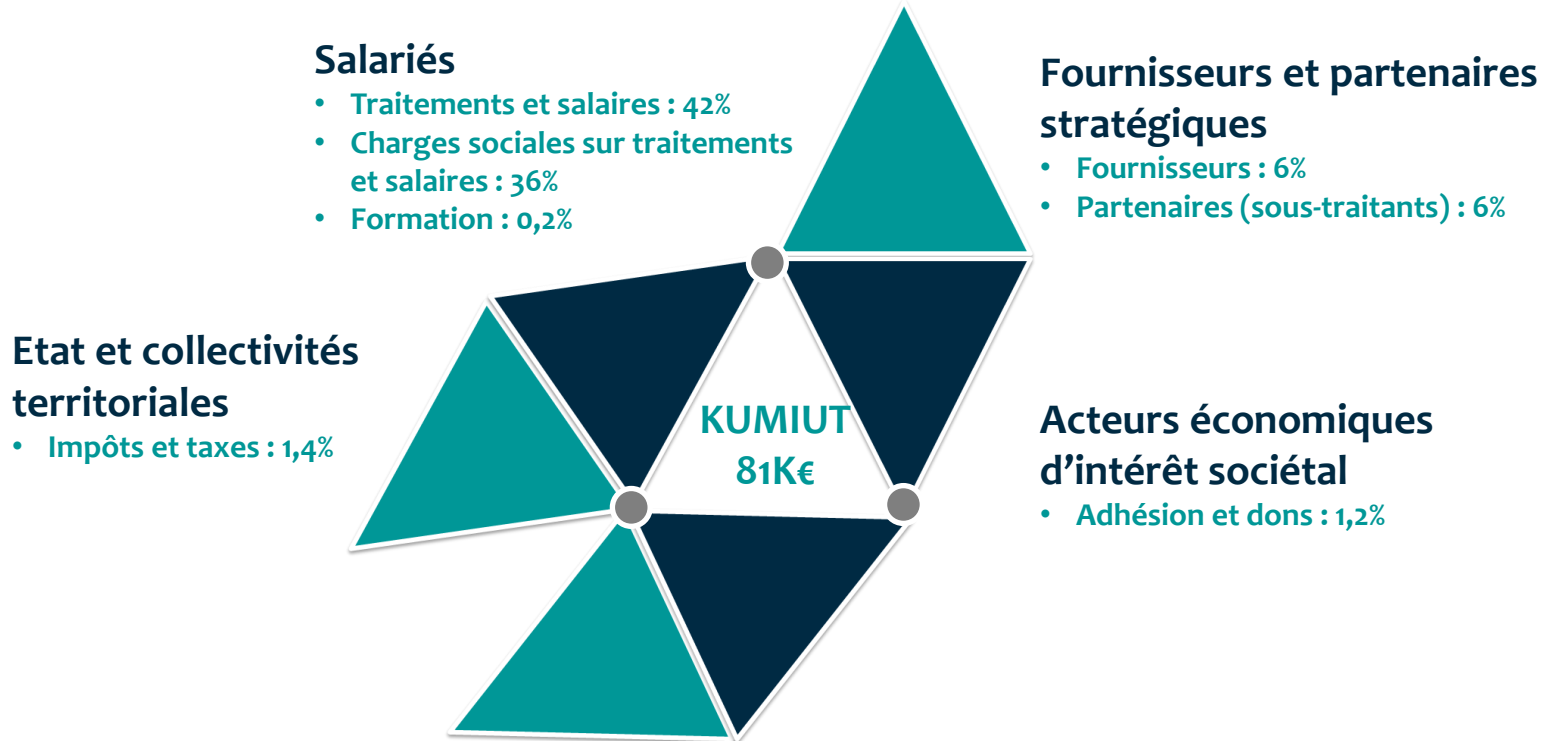 Salariés
• Traitements et salaires : 42%
• Charges sociales sur traitements
et salaires : 36%
• Formation : 0,2%
Fournisseurs et partenaires
stratégiques
• Fournisseurs : 6%
• Partenaires (sous-traitants) : 6%
Etat et collectivités
territoriales
• Impôts et taxes : 1,4%
KUMIUT
81K€
Acteurs économiques
d’intérêt sociétal
• Adhésion et dons : 1,2%